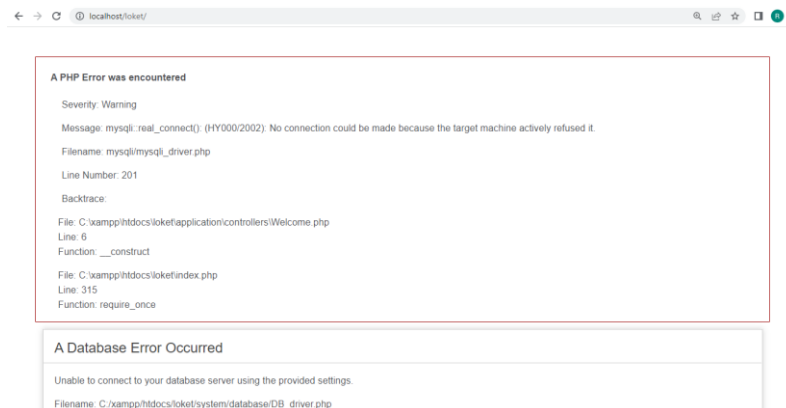 localhost/loket/
R
A PHP Error was encountered
Severity: Warning
Message: mysqli::real_connect(): (HY000/2002): No connection could be made because the target machine actively refused it.
Filename: mysqli/mysqli_driver.php
Line Number: 201
Backtrace:
File: C:\xampp\htdocs\loket\application\controllers\Welcome.php
Line: 6
Function: __construct
File: C:\xampp\htdocs\loket\index.php
Line: 315
Function: require_once
A Database Error Occurred
Unable to connect to your database server using the provided settings.
Filename: C:/xampp/htdocs/loket/system/database/DB_driver.php